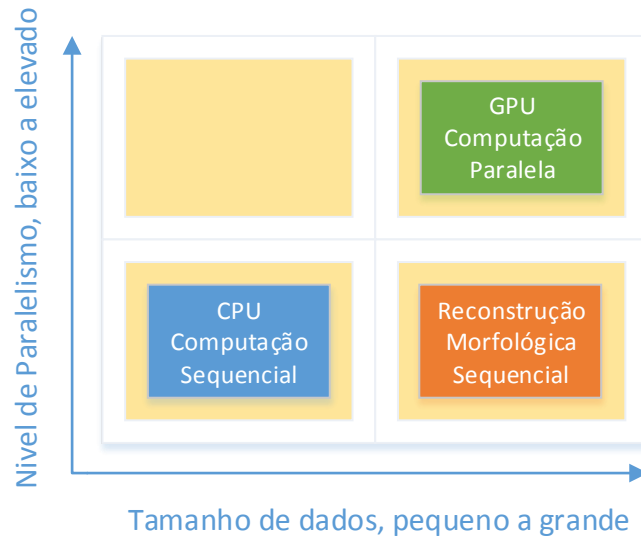 Nivel de Paralelismo, baixo a elevado
GPU
Computação
Paralela
CPU
Computação
Sequencial
Reconstrução
Morfológica
Sequencial
Tamanho de dados, pequeno a grande